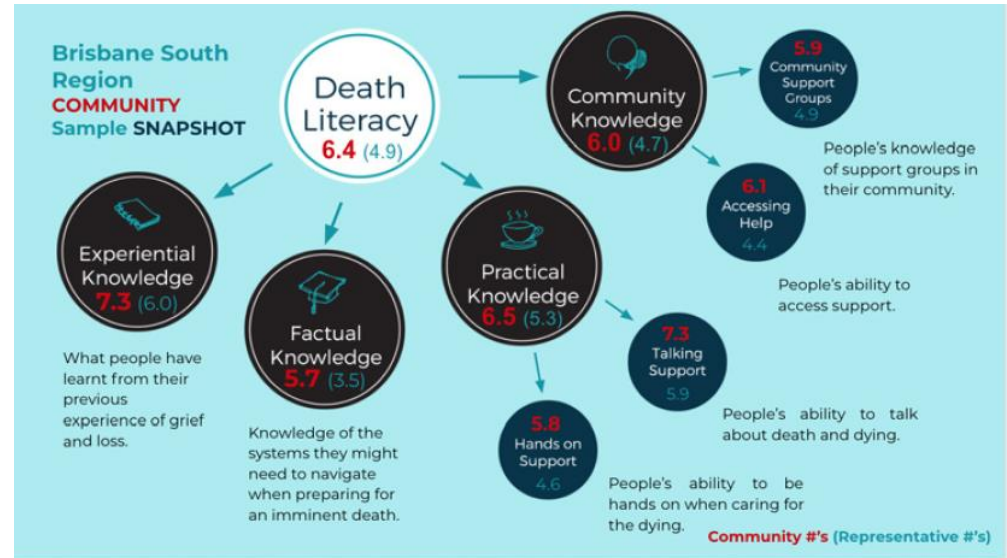 Brisbane South
Region
COMMUNITY
Sample SNAPSHOT
Death
Literacy
6.4 (4.9)
Experiential
Knowledge
7.3 (6.0)
What people have
learnt from their
previous
experience of grief
and loss.
Factual
Knowledge
5.7 (3.5)
Knowledge of the
systems they might
need to navigate
when preparing for
an imminent death.
Practical
Knowledge
6.5 (5.3)
5.8
Hands on
Support
4.6
People's ability to be
hands on when caring for
the dying.
7.3
Talking
Support
5.9
People's ability to talk
about death and dying.
Community
Knowledge
6.0 (4.7)
5.9
Community
Support
Groups
4.9
People's knowledge
of support groups in
their community.
6.1
Accessing
Help
4.4
People's ability to
access support.
Community #'s (Representative #'s)